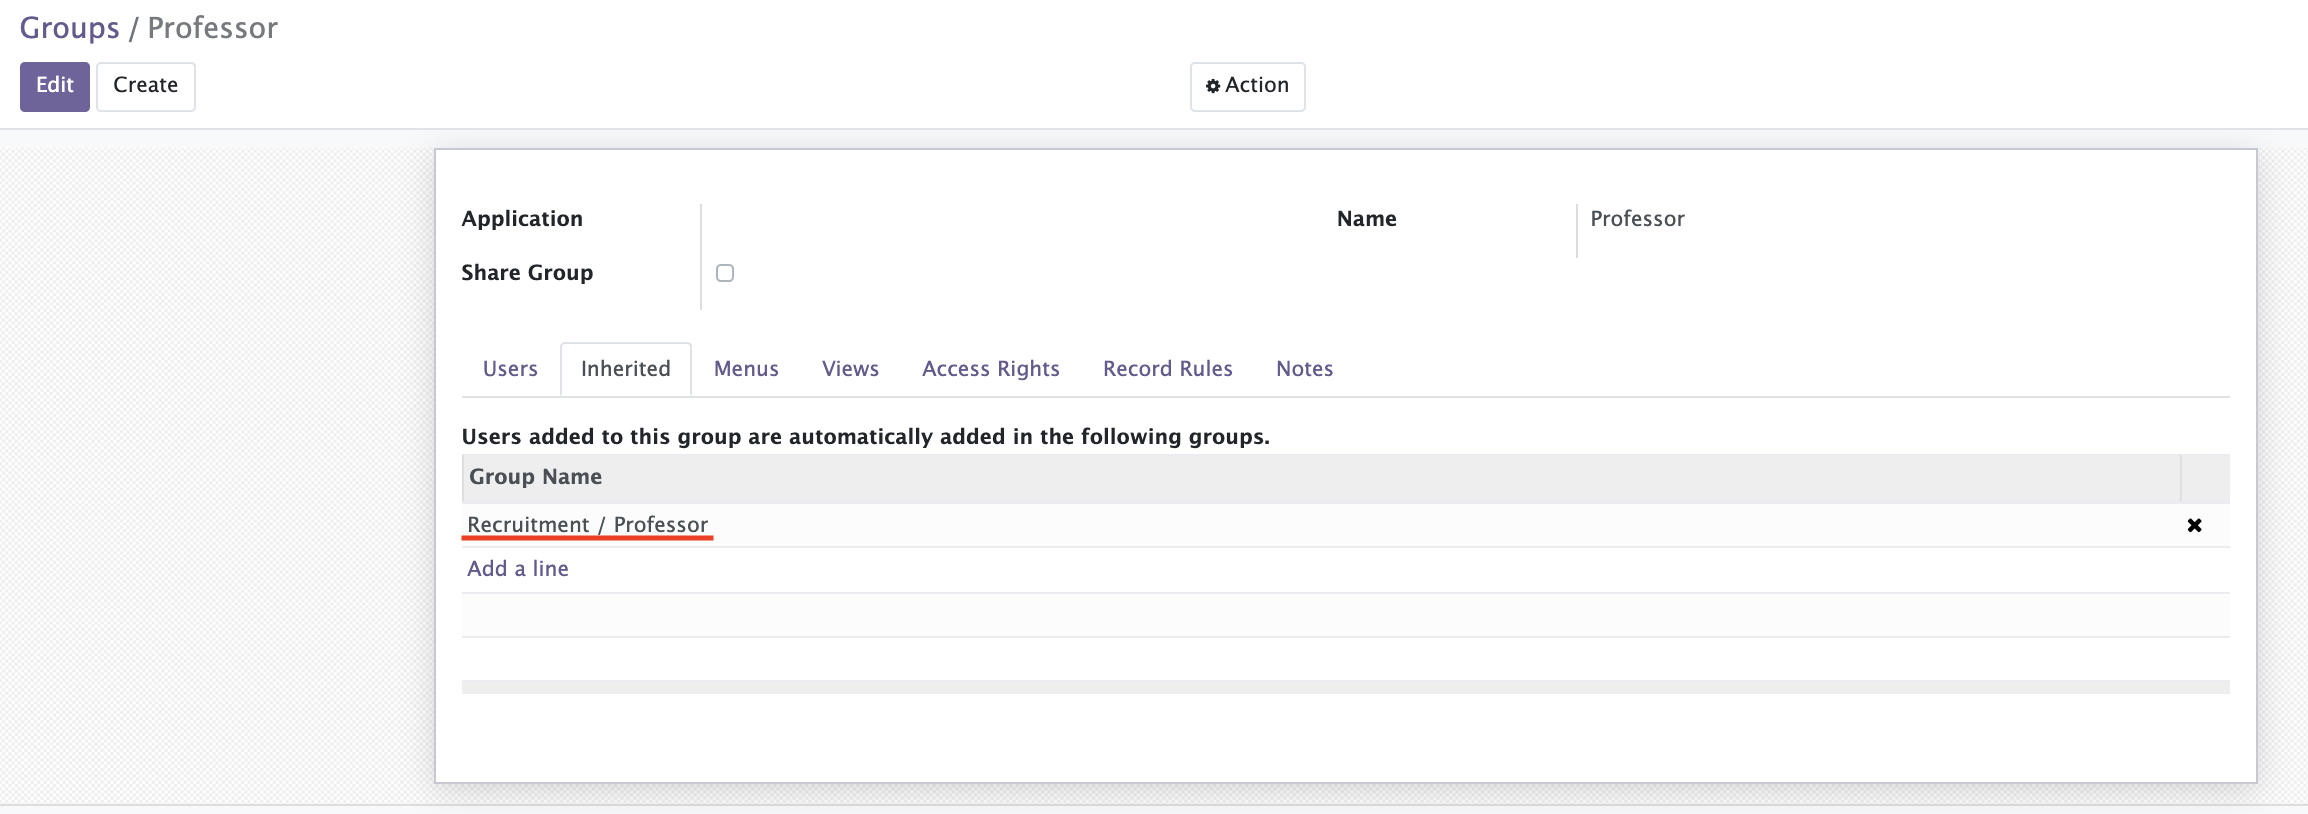 Groups / Professor
Edit Create Action
Application Name Professor
Share Group
Users Inherited Menus Views Access Rights Record Rules Notes
Users added to this group are automatically added in the following groups.
Group Name
Recruitment / Professor
Add a line